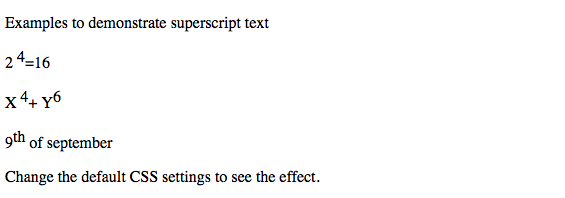 Examples to demonstrate superscript text
2 ⁴=16
X ⁴+ Y⁶
9ᵗʰ of september
Change the default CSS settings to see the effect.